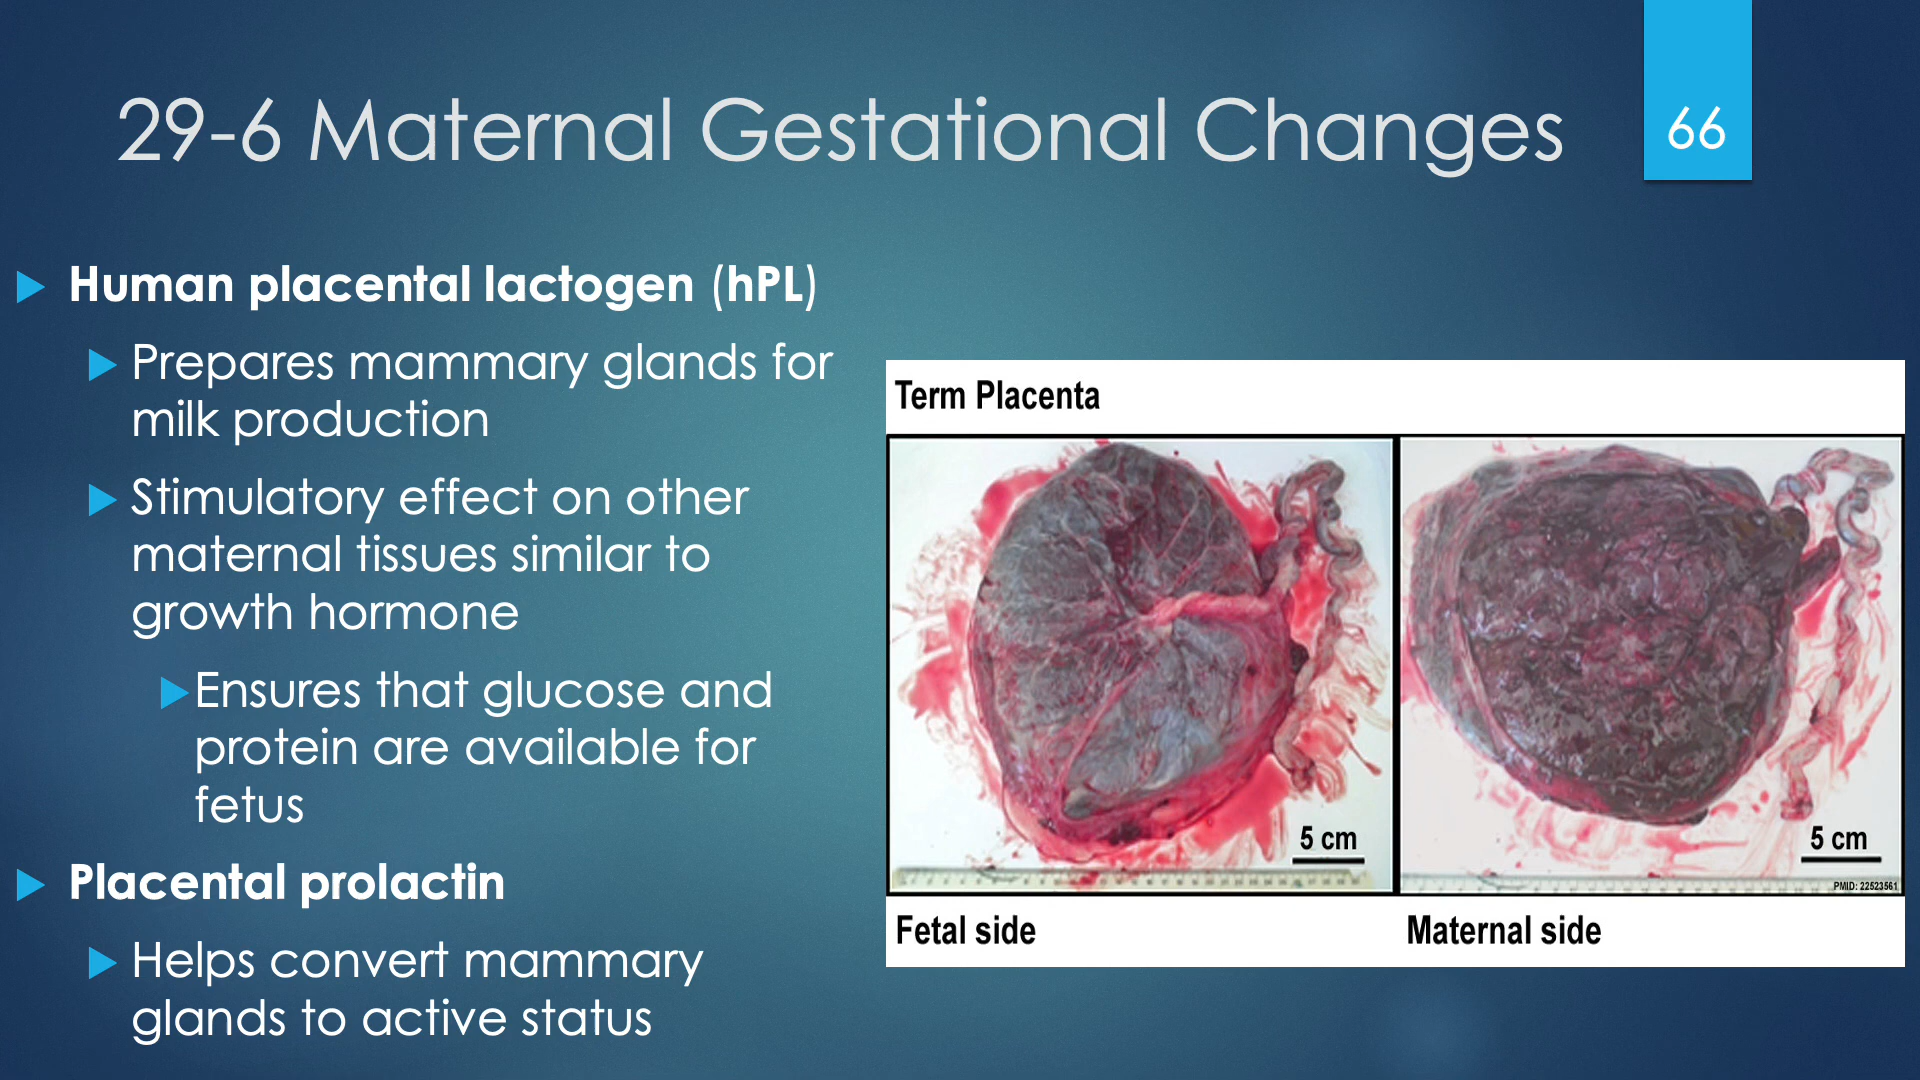 29-6 Maternal Gestational Changes
66
Human placental lactogen (hPL)
Prepares mammary glands for
milk production
Stimulatory effect on other
maternal tissues similar to
growth hormone
Ensures that glucose and
protein are available for
fetus
Placental prolactin
Helps convert mammary
glands to active status
Term Placenta
5 cm
5 cm
PMID: 22523561
Fetal side
Maternal side